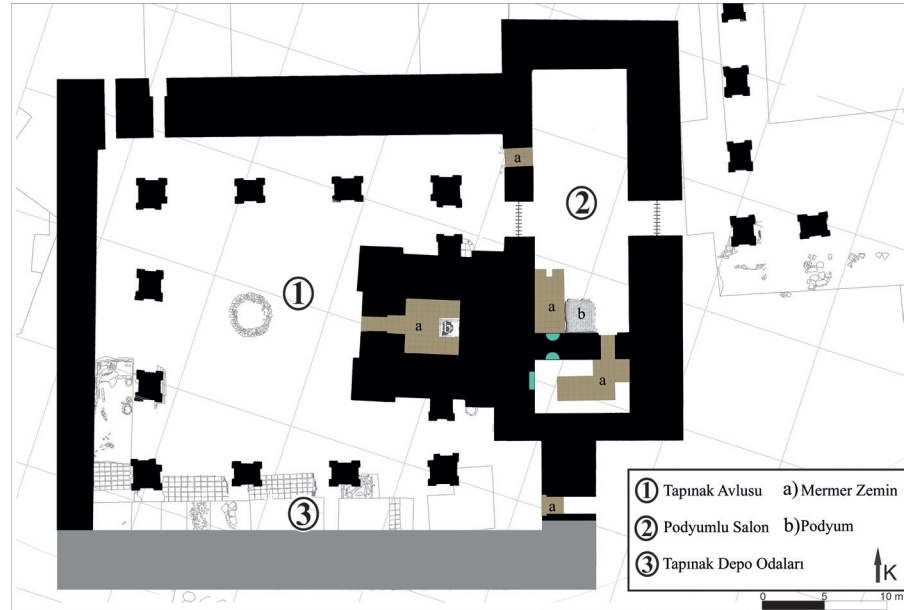 a
2
1
a
b
a
b
a
3
a
1 Tapınak Avlusu a) Mermer Zemin
2 Podyumlu Salon b)Podyum
3 Tapınak Depo Odaları
K
0 5 10 m